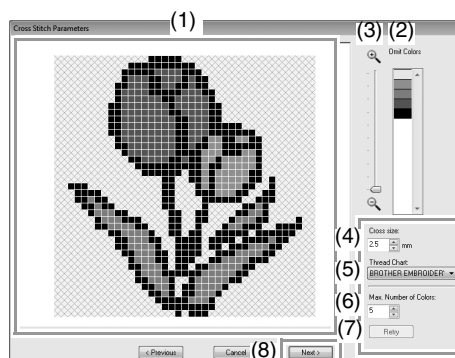 (1)
Cross Stitch Parameters
(3) (2)
Omit Colors
(4) Cross size:
2.5 mm
(5) Thread Chart:
BROTHER EMBROIDERY
(6) Max. Number of Colors:
5
(7) Retry
< Previous Cancel (8) Next >